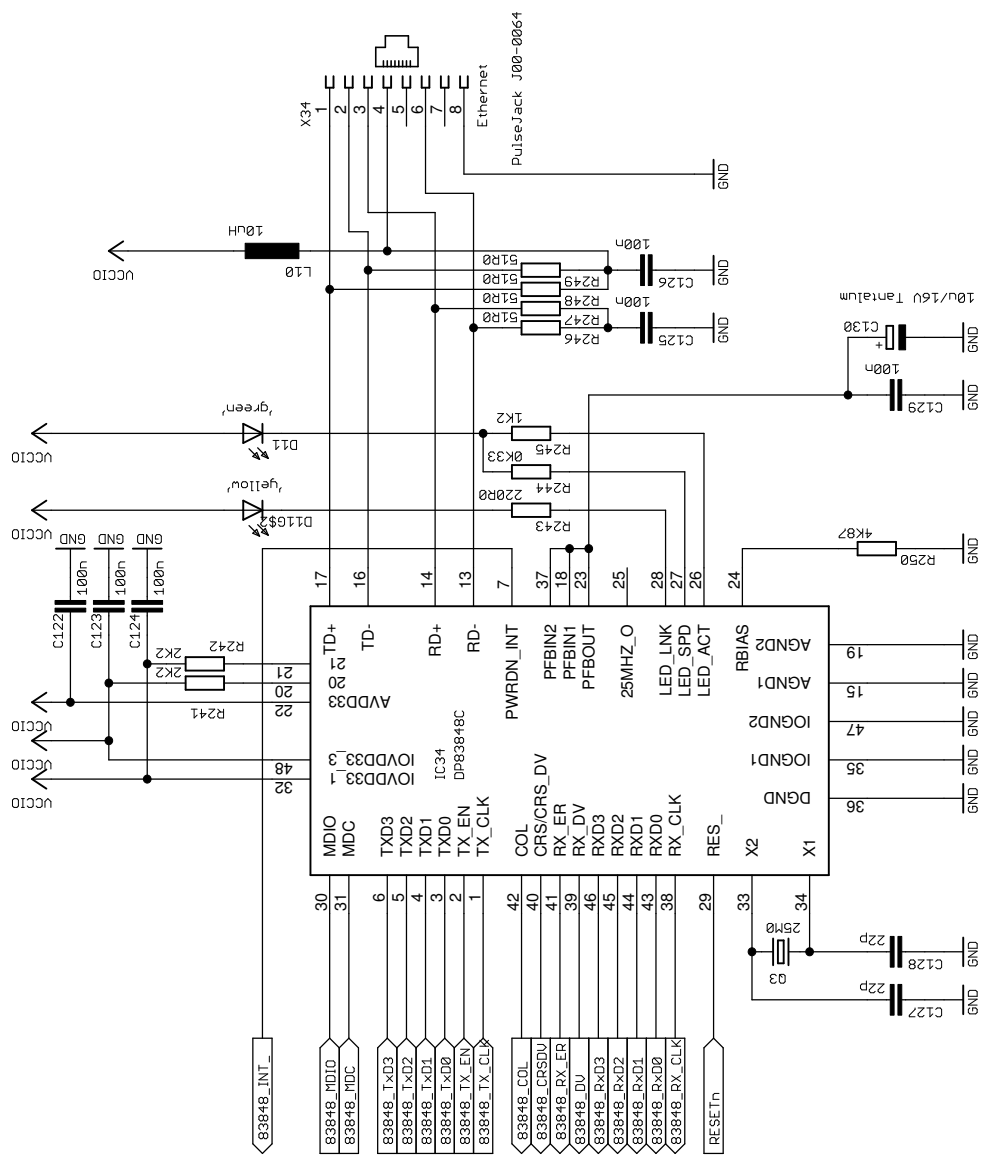 X34
1
2
3
4
5
6
7
8
Ethernet
PulseJack J00-0064
GND
VCCIO
10uH
L10
51R0
R249
51R0
R248
51R0
R247
51R0
R246
100n
C126
GND
100n
C125
GND
10u/16V Tantalum
C130
+
GND
100n
C129
GND
VCCIO
'green'
D11
1K2
R245
0K33
R244
VCCIO
'yellow'
D11G$2
220R0
R243
4K87
R250
GND
GND
GND
GND
100n
100n
100n
C122
C123
C124
2K2
R242
2K2
R241
VCCIO
VCCIO
VCCIO
17
16
14
13
7
37
18
23
25
28
27
26
24
TD+
TD-
RD+
RD-
PWRDN_INT
PFBIN2
PFBIN1
PFBOUT
25MHZ_O
LED_LNK
LED_SPD
LED_ACT
RBIAS
21
21
20
20
22
AVDD33
48
IOVDD33_3
32
IOVDD33_1
IC34
DP83848C
AGND2
19
GND
AGND1
15
GND
IOGND2
47
GND
IOGND1
35
GND
DGND
36
GND
MDIO
MDC
TXD3
TXD2
TXD1
TXD0
TX_EN
TX_CLK
COL
CRS/CRS_DV
RX_ER
RX_DV
RXD3
RXD2
RXD1
RXD0
RX_CLK
RES_
X2
X1
30
31
6
5
4
3
2
1
42
40
41
39
46
45
44
43
38
29
33
34
25M0
Q3
22p
C128
GND
22p
C127
GND
83848_INT_
83848_MDIO
83848_MDC
83848_TxD3
83848_TxD2
83848_TxD1
83848_TxD0
83848_TX_EN
83848_TX_CLK
83848_COL
83848_CRSDV
83848_RX_ER
83848_DV
83848_RxD3
83848_RxD2
83848_RxD1
83848_RxD0
83848_RX_CLK
RESETn